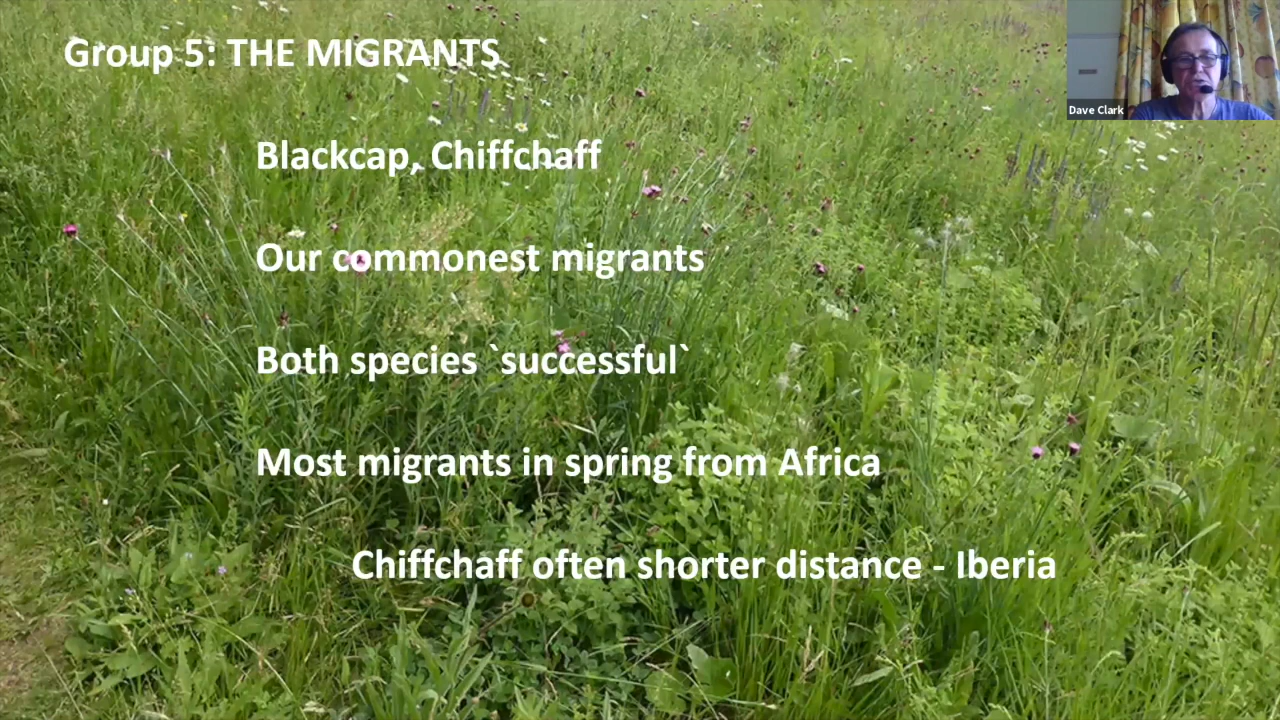 Group 5: THE MIGRANTS
Dave Clark
Blackcap, Chiffchaff
Our commonest migrants
Both species `successful`
Most migrants in spring from Africa
Chiffchaff often shorter distance - Iberia